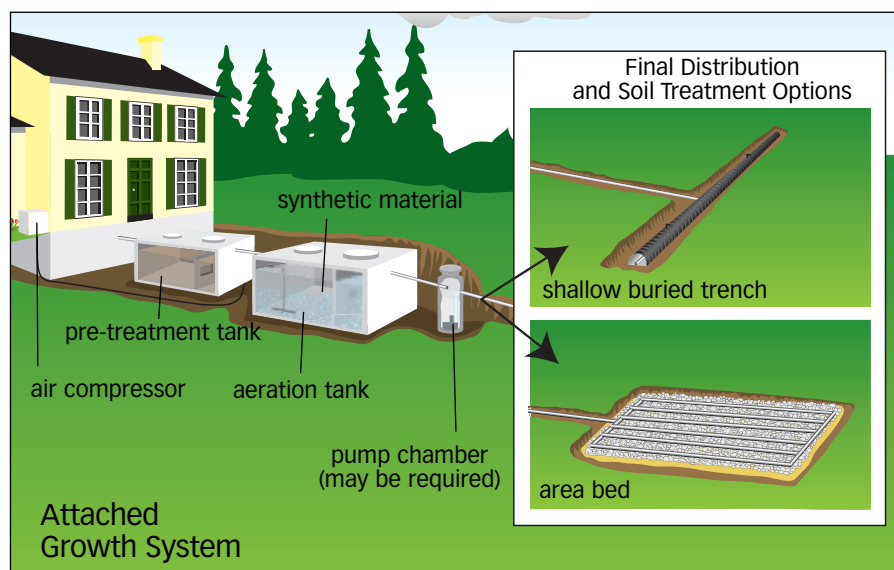 Final Distribution
and Soil Treatment Options
synthetic material
shallow buried trench
pre-treatment tank
air compressor
aeration tank
pump chamber
(may be required)
area bed
Attached
Growth System